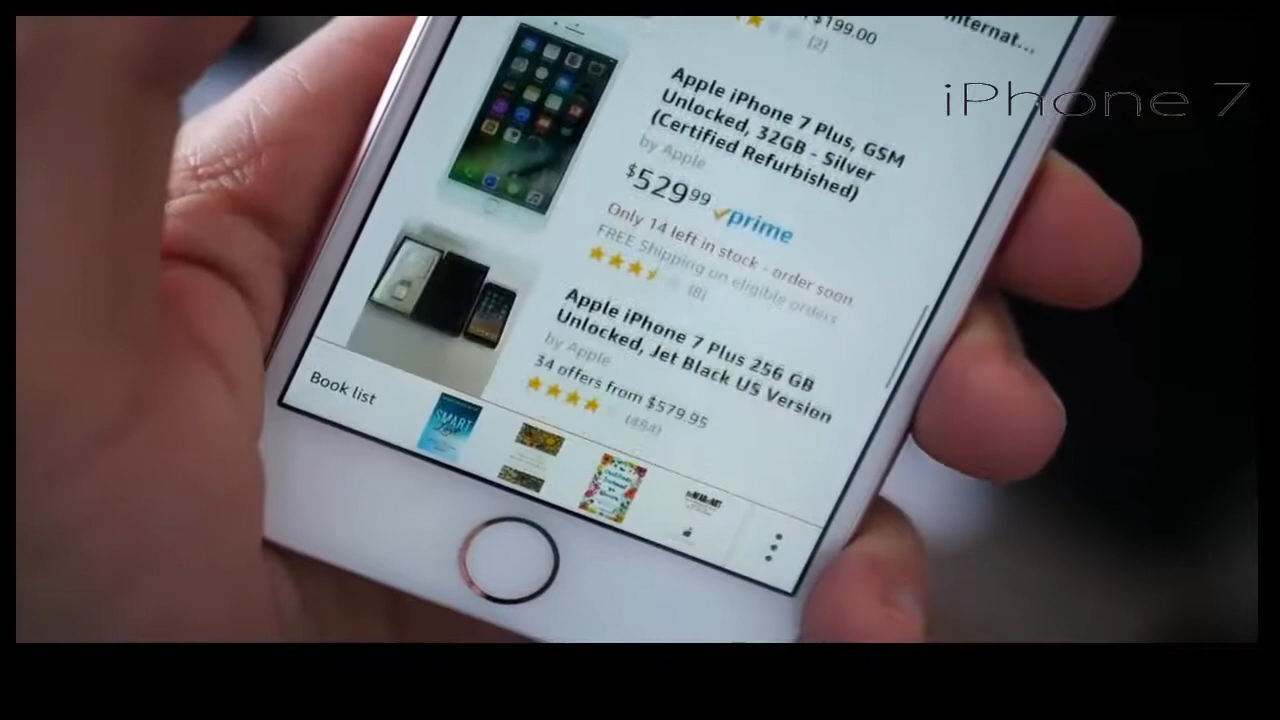 $199.00
(2)
Internat...
iPhone 7
Apple iPhone 7 Plus, GSM
Unlocked, 32GB - Silver
(Certified Refurbished)
by Apple
$529 99 prime
Only 14 left in stock - order soon
FREE Shipping on eligible orders
(8)
Apple iPhone 7 Plus 256 GB
Unlocked, Jet Black US Version
by Apple
34 offers from $579.95
(484)
Book list
SMART